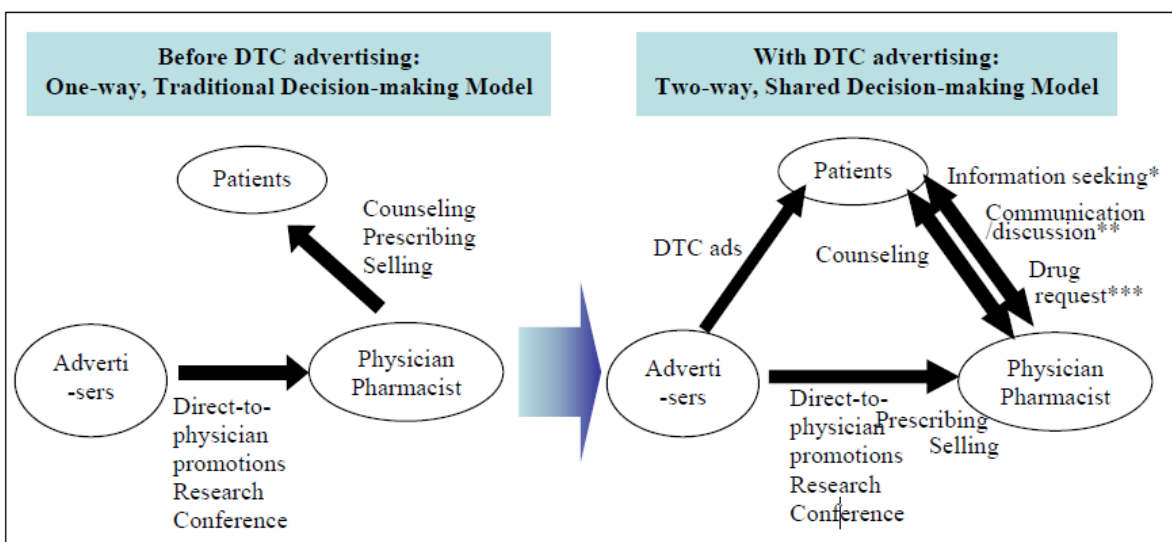 Before DTC advertising:
One-way, Traditional Decision-making Model
Patients
Counseling
Prescribing
Selling
Adverti
-sers
Physician
Pharmacist
Direct-to-
physician
promotions
Research
Conference
With DTC advertising:
Two-way, Shared Decision-making Model
Patients
Information seeking*
Communication
/discussion**
DTC ads
Counseling
Drug
request***
Adverti
-sers
Physician
Pharmacist
Direct-to-
physician
promotions
Research
Conference
Prescribing
Selling